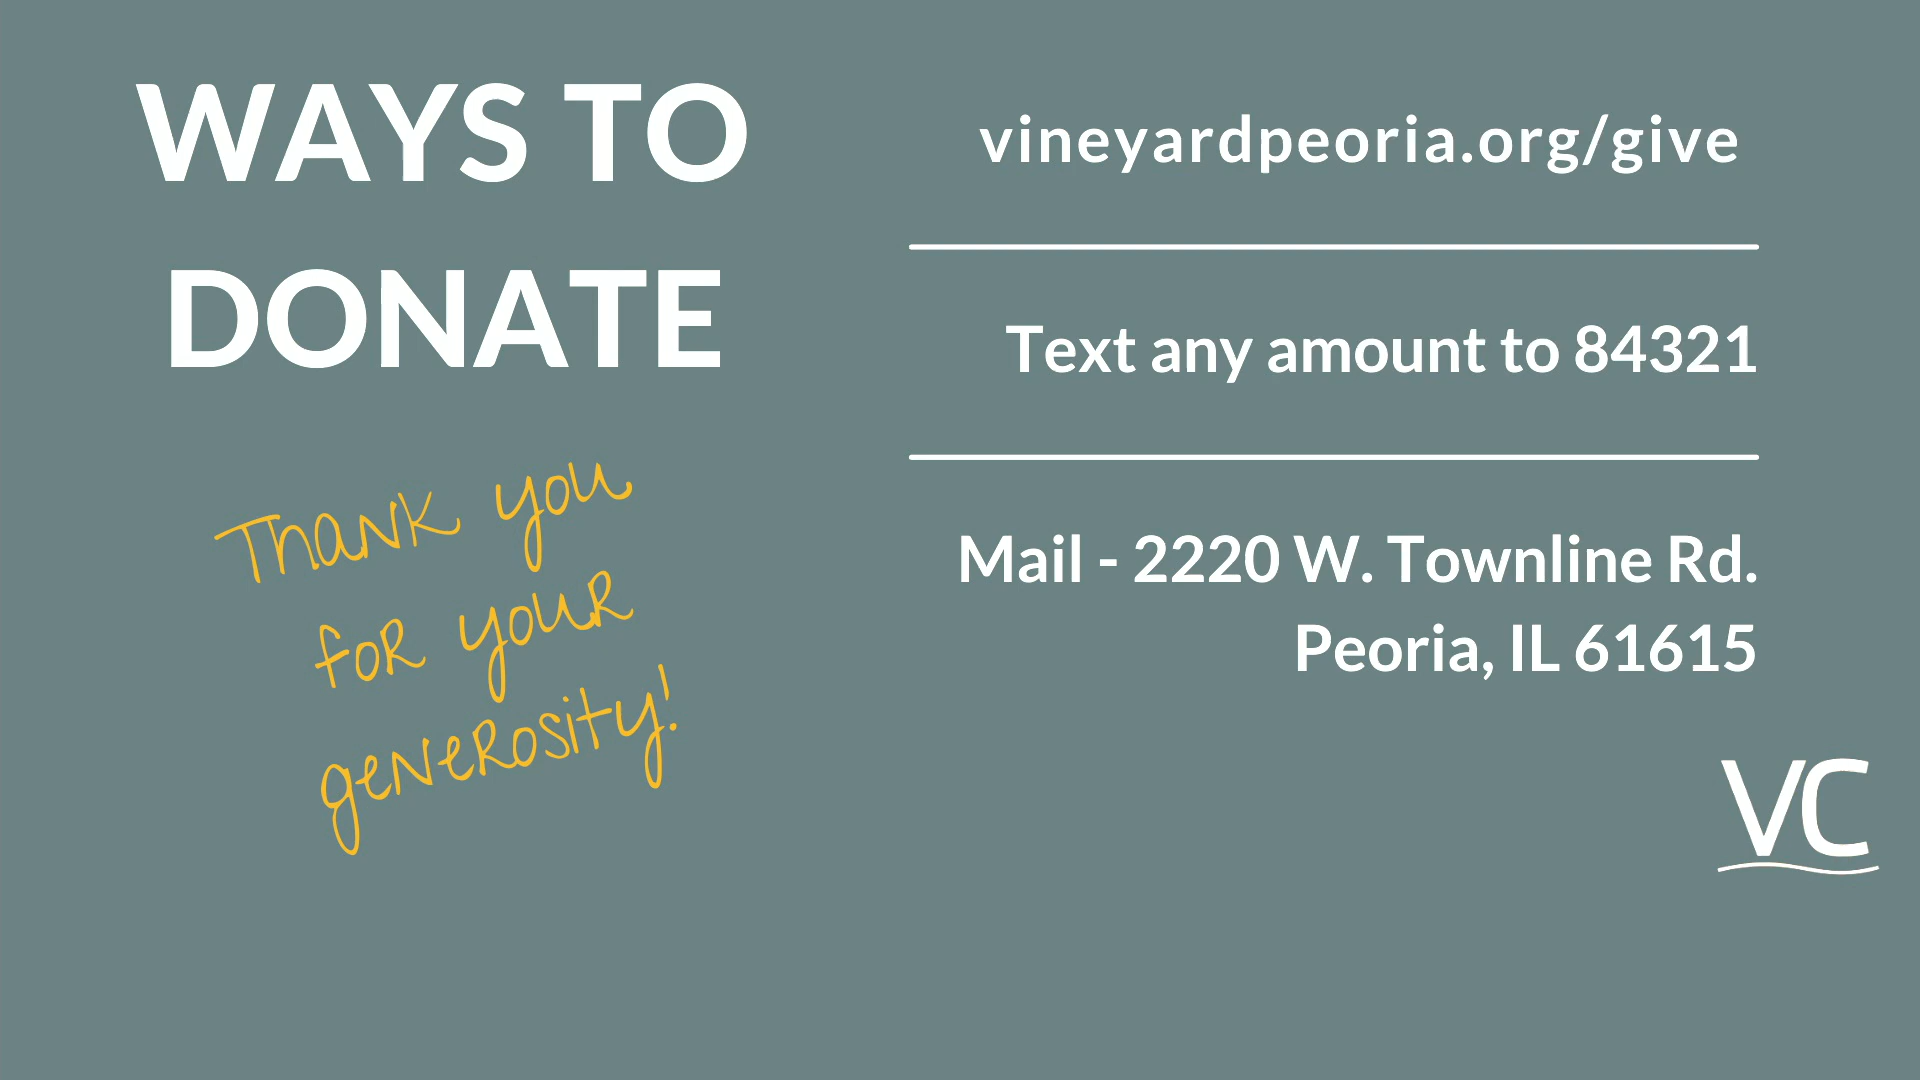 WAYS TO
DONATE
Thank you
for your
generosity!
vineyardpeoria.org/give
Text any amount to 84321
Mail - 2220 W. Townline Rd.
Peoria, IL 61615
VC